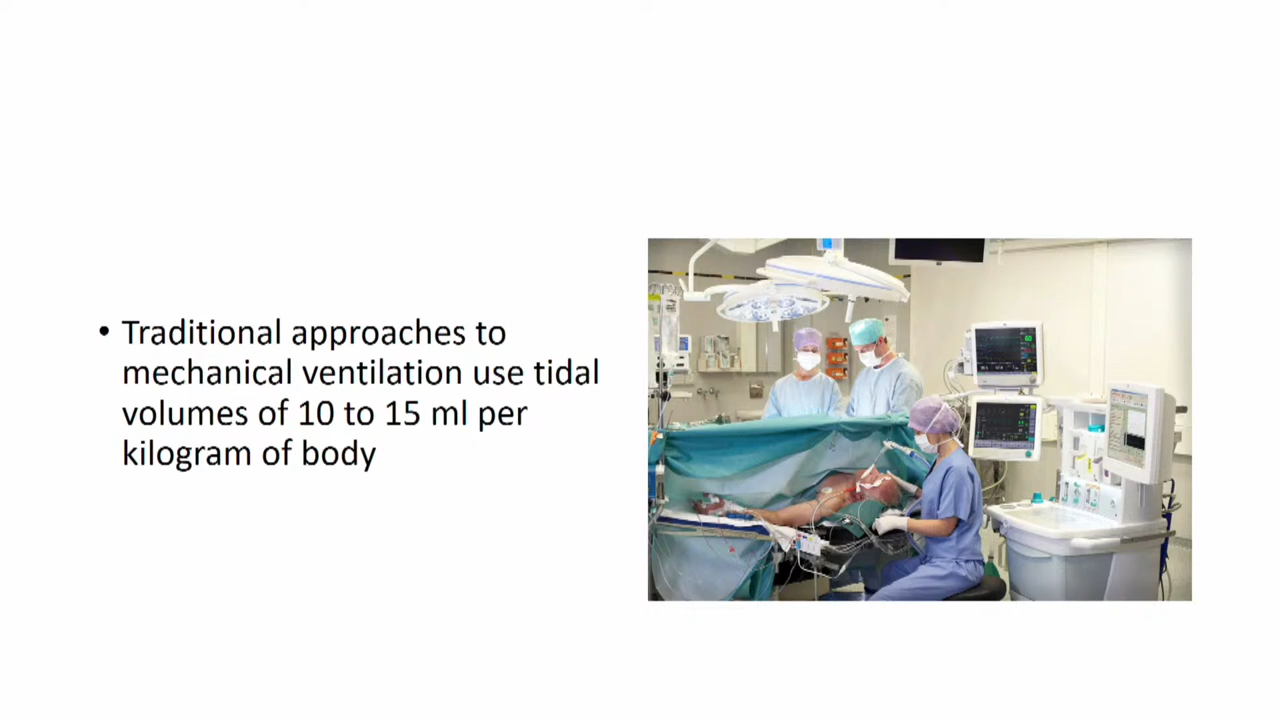 • Traditional approaches to
mechanical ventilation use tidal
volumes of 10 to 15 ml per
kilogram of body